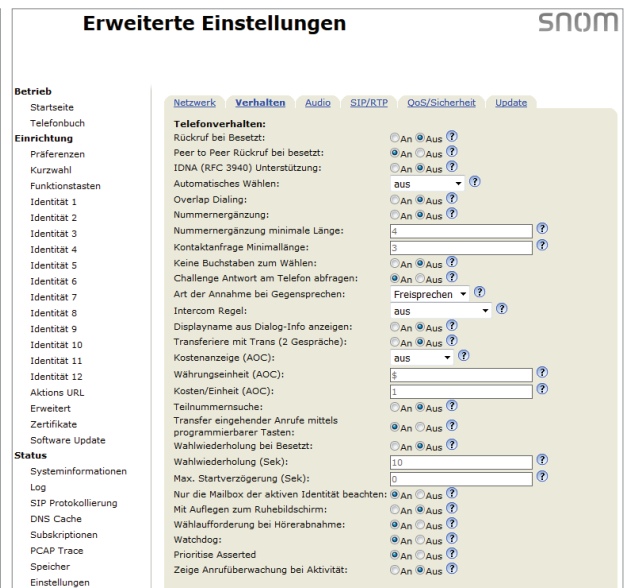 Erweiterte Einstellungen
snom
Betrieb
Startseite
Telefonbuch
Einrichtung
Präferenzen
Kurzwahl
Funktionstasten
Identität 1
Identität 2
Identität 3
Identität 4
Identität 5
Identität 6
Identität 7
Identität 8
Identität 9
Identität 10
Identität 11
Identität 12
Aktions URL
Erweitert
Zertifikate
Software Update
Status
Systeminformationen
Log
SIP Protokollierung
DNS Cache
Subskriptionen
PCAP Trace
Speicher
Einstellungen
Netzwerk Verhalten Audio SIP/RTP QoS/Sicherheit Update
Telefonverhalten:
Rückruf bei Besetzt: An Aus ?
Peer to Peer Rückruf bei besetzt: An Aus ?
IDNA (RFC 3940) Unterstützung: An Aus ?
Automatisches Wählen: aus ?
Overlap Dialing: An Aus ?
Nummernergänzung: An Aus ?
Nummernergänzung minimale Länge: 4 ?
Kontaktanfrage Minimallänge: 3 ?
Keine Buchstaben zum Wählen: An Aus ?
Challenge Antwort am Telefon abfragen: An Aus ?
Art der Annahme bei Gegensprechen: Freisprechen ?
Intercom Regel: aus ?
Displayname aus Dialog-Info anzeigen: An Aus ?
Transferiere mit Trans (2 Gespräche): An Aus ?
Kostenanzeige (AOC): aus ?
Währungseinheit (AOC): $ ?
Kosten/Einheit (AOC): 1 ?
Teilnummernsuche: An Aus ?
Transfer eingehender Anrufe mittels
programmierbarer Tasten: An Aus ?
Wahlwiederholung bei Besetzt: An Aus ?
Wahlwiederholung (Sek): 10 ?
Max. Startverzögerung (Sek): 0 ?
Nur die Mailbox der aktiven Identität beachten: An Aus ?
Mit Auflegen zum Ruhebildschirm: An Aus ?
Wählaufforderung bei Hörerabnahme: An Aus ?
Watchdog: An Aus ?
Prioritise Asserted An Aus ?
Zeige Anrufüberwachung bei Aktivität: An Aus ?